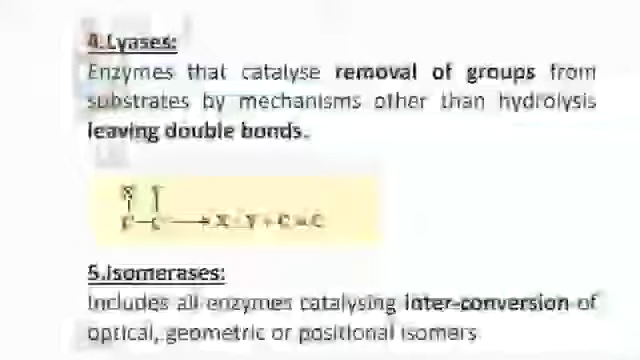 4.Lyases:
Enzymes that catalyse removal of groups from
substrates by mechanisms other than hydrolysis
leaving double bonds.
X Y
C—C ⟶ X - Y + C = C
5.Isomerases:
Includes all enzymes catalysing inter-conversion of
optical, geometric or positional isomers